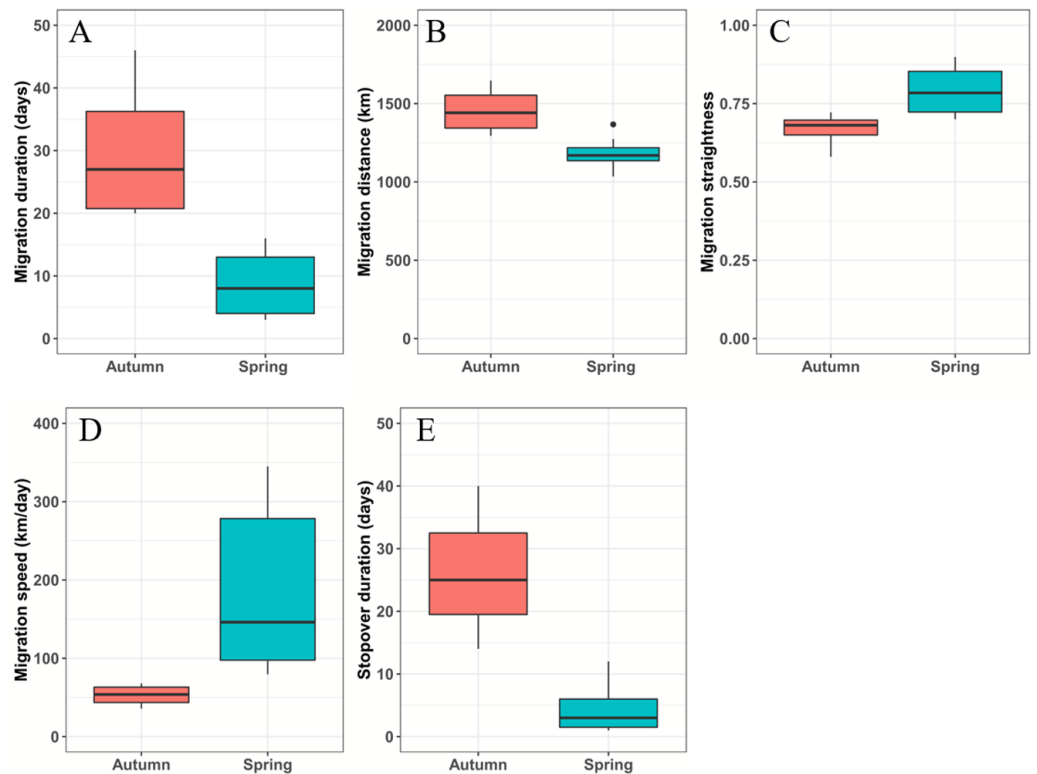 A
Migration duration (days)
50
40
30
20
10
0
Autumn Spring
B
Migration distance (km)
2000
1500
1000
500
0
Autumn Spring
C
Migration straightness
1.00
0.75
0.50
0.25
0.00
Autumn Spring
D
Migration speed (km/day)
400
300
200
100
0
Autumn Spring
E
Stopover duration (days)
50
40
30
20
10
0
Autumn Spring